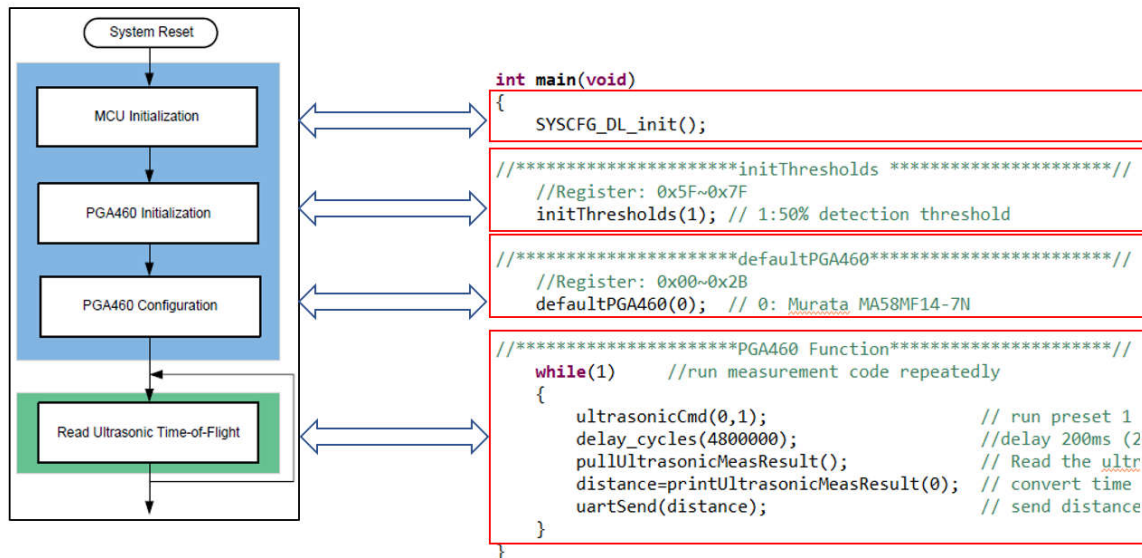 System Reset
MCU Initialization
PGA460 Initialization
PGA460 Configuration
Read Ultrasonic Time-of-Flight
int main(void)
{
SYSCFG_DL_init();
//**********************initThresholds **********************//
//Register: 0x5F~0x7F
initThresholds(1); // 1:50% detection threshold
//**********************defaultPGA460************************//
//Register: 0x00~0x2B
defaultPGA460(0); // 0: Murata MA58MF14-7N
//**********************PGA460 Function**********************//
while(1) //run measurement code repeatedly
{
ultrasonicCmd(0,1); // run preset 1
delay_cycles(4800000); //delay 200ms (2
pullUltrasonicMeasResult(); // Read the ultr
distance=printUltrasonicMeasResult(0); // convert time
uartSend(distance); // send distance
}
}